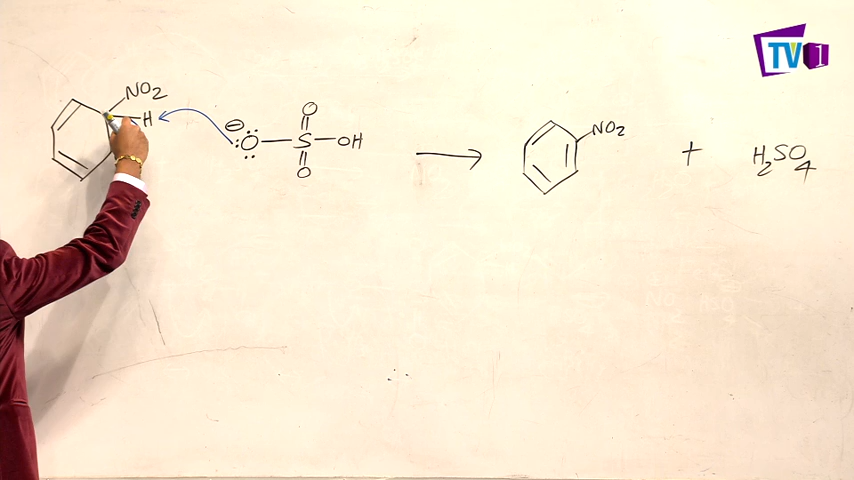 TV1
NO2
H
⊖
:O — S — OH
O
O
NO2
+
H2SO4